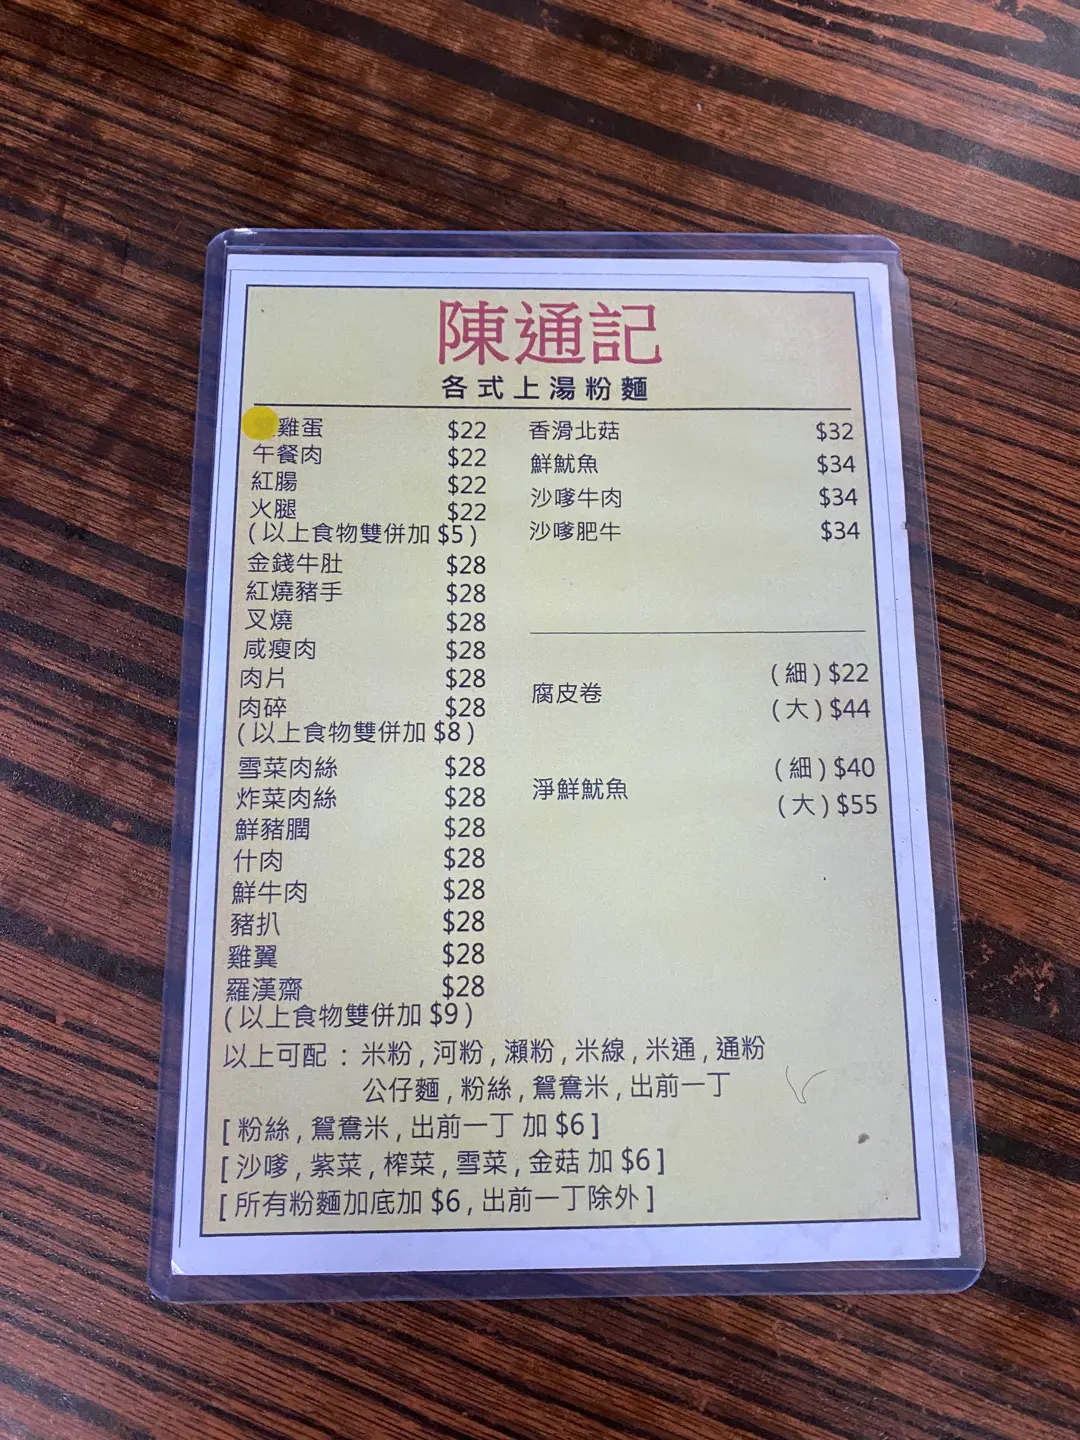 陳通記
各式上湯粉麵
雞蛋 $22
午餐肉 $22
紅腸 $22
火腿 $22
(以上食物雙併加 $5)
金錢牛肚 $28
紅燒豬手 $28
叉燒 $28
咸瘦肉 $28
肉片 $28
肉碎 $28
(以上食物雙併加 $8)
雪菜肉絲 $28
炸菜肉絲 $28
鮮豬膶 $28
什肉 $28
鮮牛肉 $28
豬扒 $28
雞翼 $28
羅漢齋 $28
(以上食物雙併加 $9)
香滑北菇 $32
鮮魷魚 $34
沙嗲牛肉 $34
沙嗲肥牛 $34
腐皮卷 (細) $22
(大) $44
淨鮮魷魚 (細) $40
(大) $55
以上可配 : 米粉 , 河粉 , 瀨粉 , 米線 , 米通 , 通粉
公仔麵 , 粉絲 , 鴛鴦米 , 出前一丁
[ 粉絲 , 鴛鴦米 , 出前一丁 加 $6 ]
[ 沙嗲 , 紫菜 , 榨菜 , 雪菜 , 金菇 加 $6 ]
[ 所有粉麵加底加 $6 , 出前一丁除外 ]